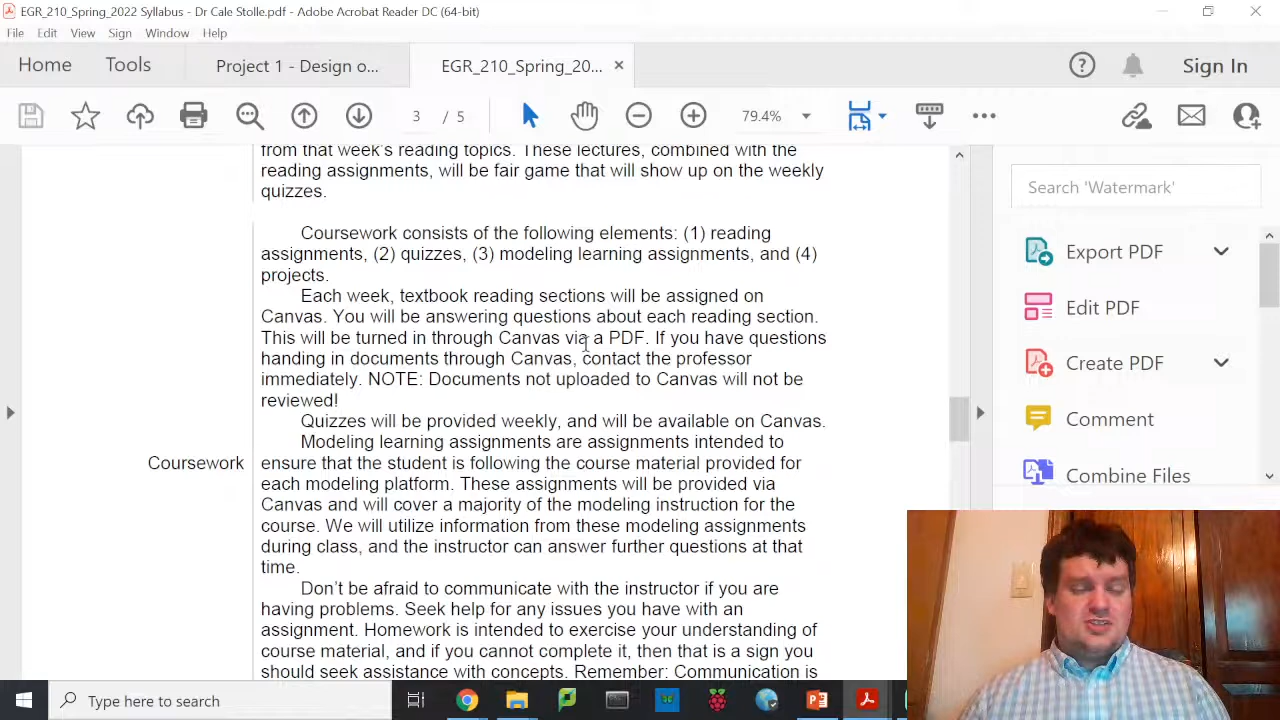 EGR_210_Spring_2022 Syllabus - Dr Cale Stolle.pdf - Adobe Acrobat Reader DC (64-bit)
File Edit View Sign Window Help
Home Tools Project 1 - Design o... EGR_210_Spring_20... Sign In
3 / 5 79.4%
from that week's reading topics. These lectures, combined with the
reading assignments, will be fair game that will show up on the weekly
quizzes.
Coursework consists of the following elements: (1) reading
assignments, (2) quizzes, (3) modeling learning assignments, and (4)
projects.
Each week, textbook reading sections will be assigned on
Canvas. You will be answering questions about each reading section.
This will be turned in through Canvas via a PDF. If you have questions
handing in documents through Canvas, contact the professor
immediately. NOTE: Documents not uploaded to Canvas will not be
reviewed!
Quizzes will be provided weekly, and will be available on Canvas.
Modeling learning assignments are assignments intended to
Coursework
ensure that the student is following the course material provided for
each modeling platform. These assignments will be provided via
Canvas and will cover a majority of the modeling instruction for the
course. We will utilize information from these modeling assignments
during class, and the instructor can answer further questions at that
time.
Don't be afraid to communicate with the instructor if you are
having problems. Seek help for any issues you have with an
assignment. Homework is intended to exercise your understanding of
course material, and if you cannot complete it, then that is a sign you
should seek assistance with concepts. Remember: Communication is
Search 'Watermark'
Export PDF
Edit PDF
Create PDF
Comment
Combine Files
Type here to search